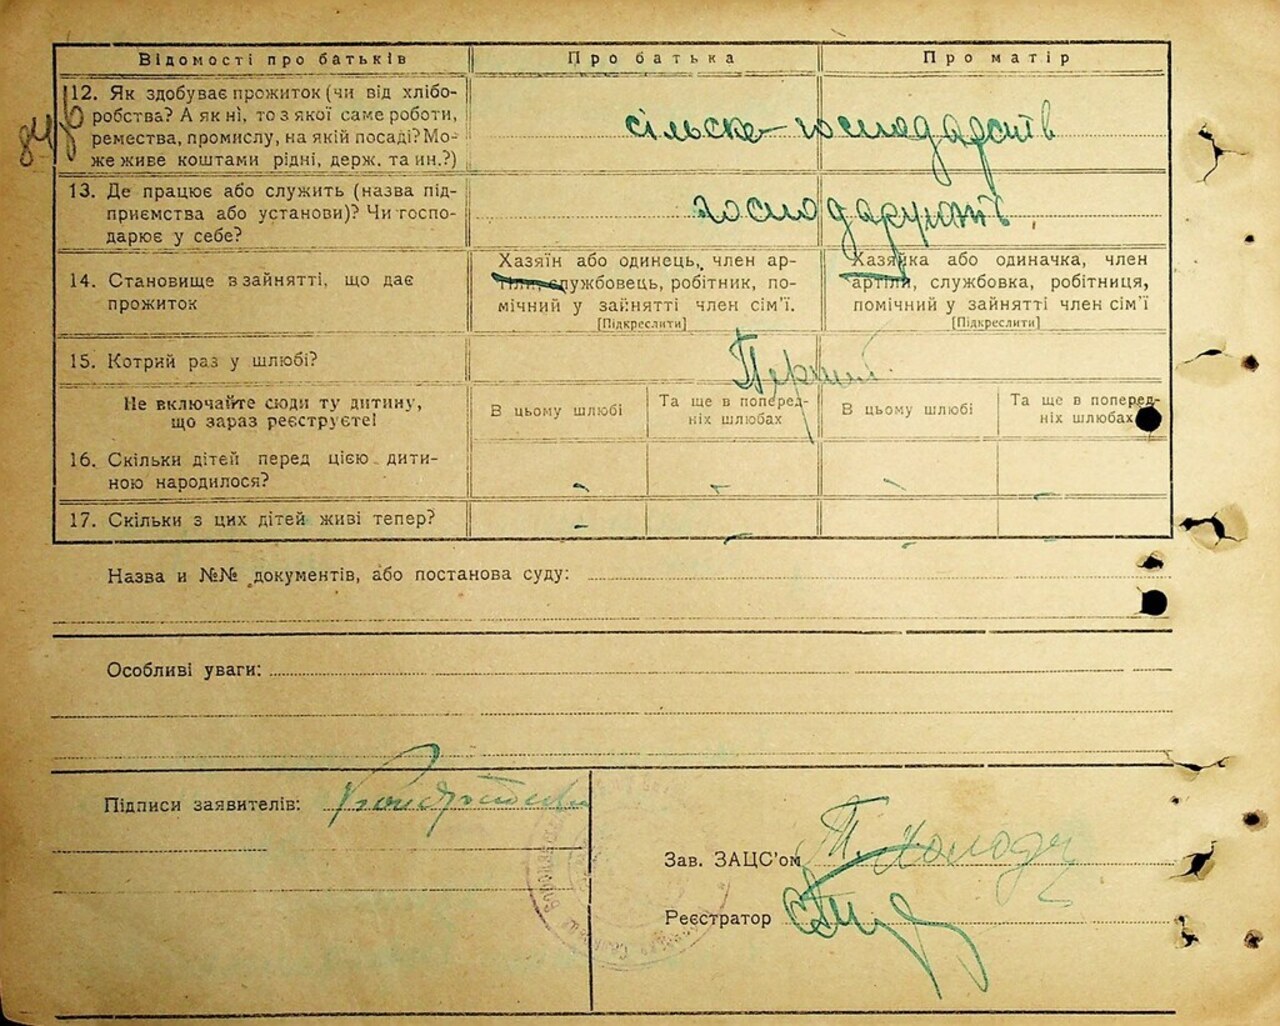 Відомості про батьків Про батька Про матір
84/б
12. Як здобуває прожиток (чи від хлібо-
робства? А як ні, то з якої саме роботи,
ремества, промислу, на якій посаді? Мо-
же живе коштами рідні, держ. та ин.?)
сільско-господарств
13. Де працює або служить (назва під-
приємства або установи)? Чи госпо-
дарює у себе?
господарують
14. Становище в зайнятті, що дає
прожиток
Хазяїн або одинець, член ар-
тіли, службовець, робітник, по-
мічний у зайнятті член сім'ї.
[Підкреслити]
Хазяйка або одиначка, член
артіли, службовка, робітниця,
помічний у зайнятті член сім'ї
[Підкреслити]
15. Котрий раз у шлюбі?
Перший
Не включайте сюди ту дитину,
що зараз реєструєте!
В цьому шлюбі
Та ще в поперед-
ніх шлюбах
В цьому шлюбі
Та ще в поперед-
ніх шлюбах
16. Скільки дітей перед цією дити-
ною народилося?
- - - -
17. Скільки з цих дітей живі тепер?
- - - -
Назва и №№ документів, або постанова суду:
Особливі уваги:
Підписи заявителів:
Зав. ЗАЦС'ом
Реєстратор